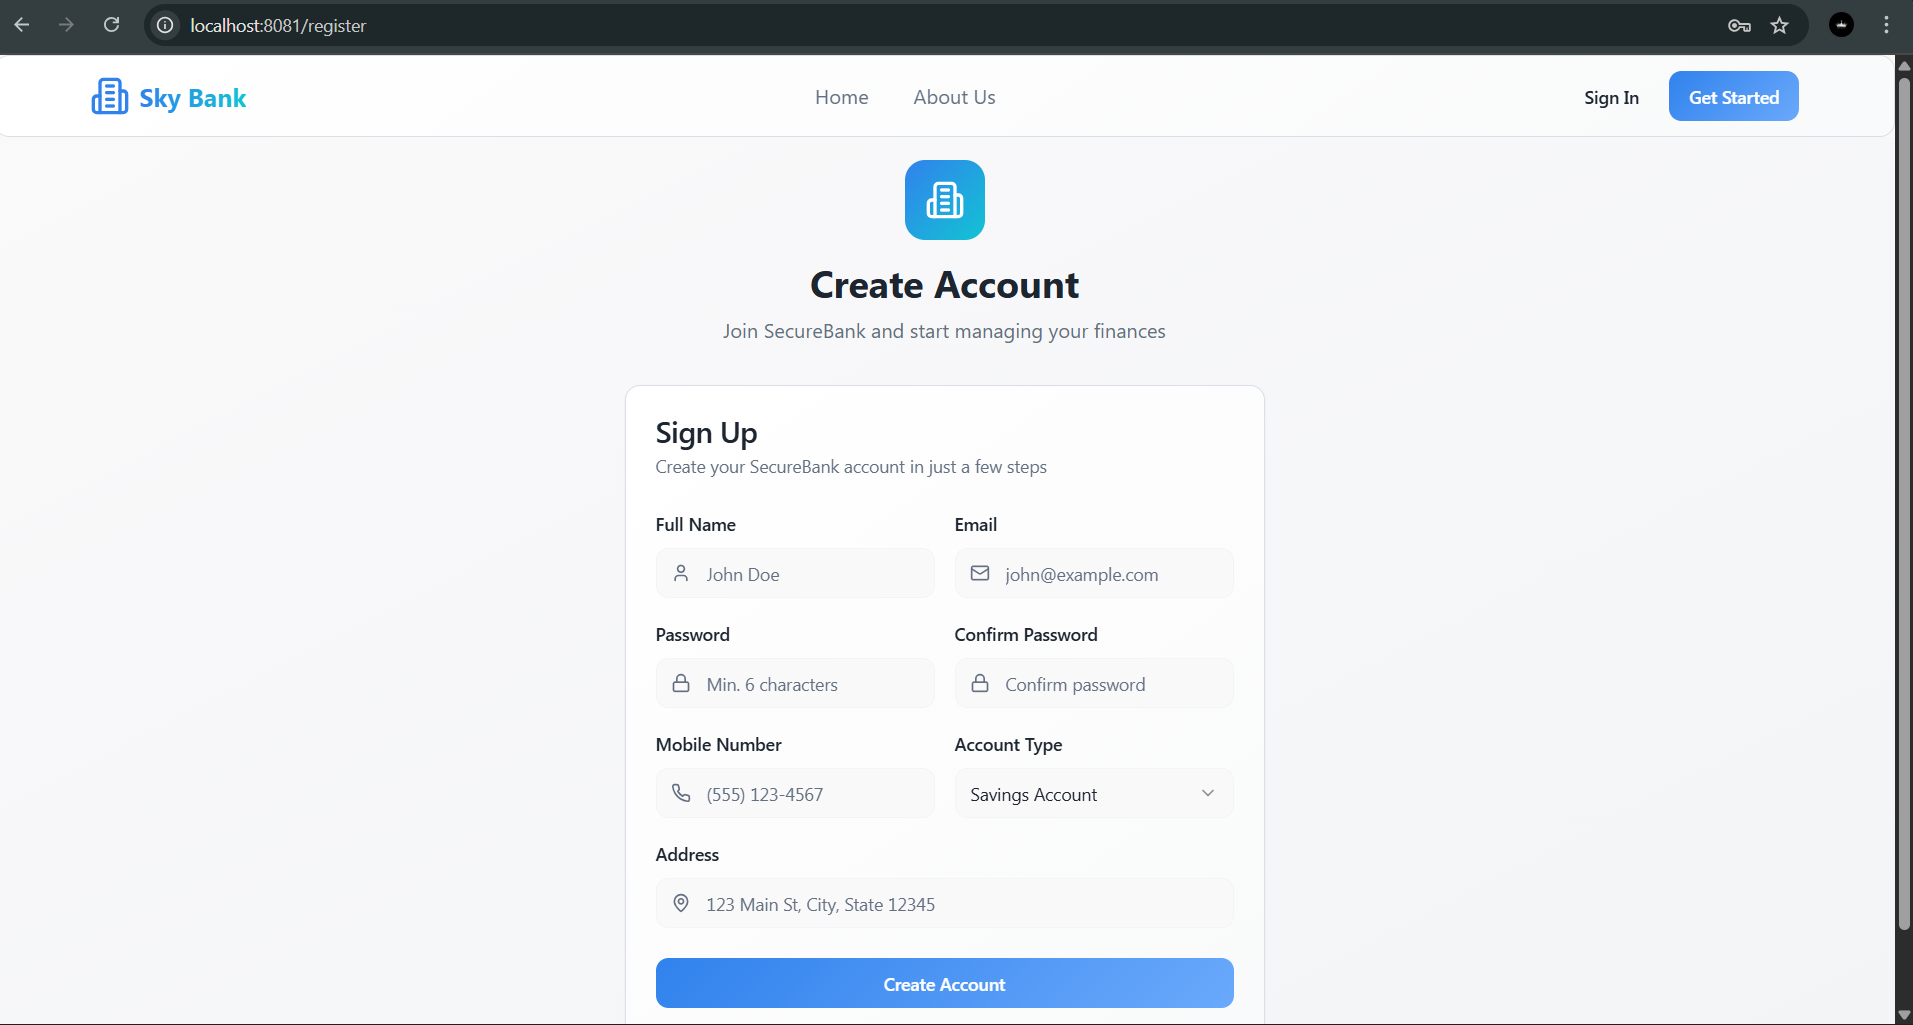 localhost:8081/register
Sky Bank
Home
About Us
Sign In
Get Started
Create Account
Join SecureBank and start managing your finances
Sign Up
Create your SecureBank account in just a few steps
Full Name
Email
John Doe
john@example.com
Password
Confirm Password
Min. 6 characters
Confirm password
Mobile Number
Account Type
(555) 123-4567
Savings Account
Address
123 Main St, City, State 12345
Create Account